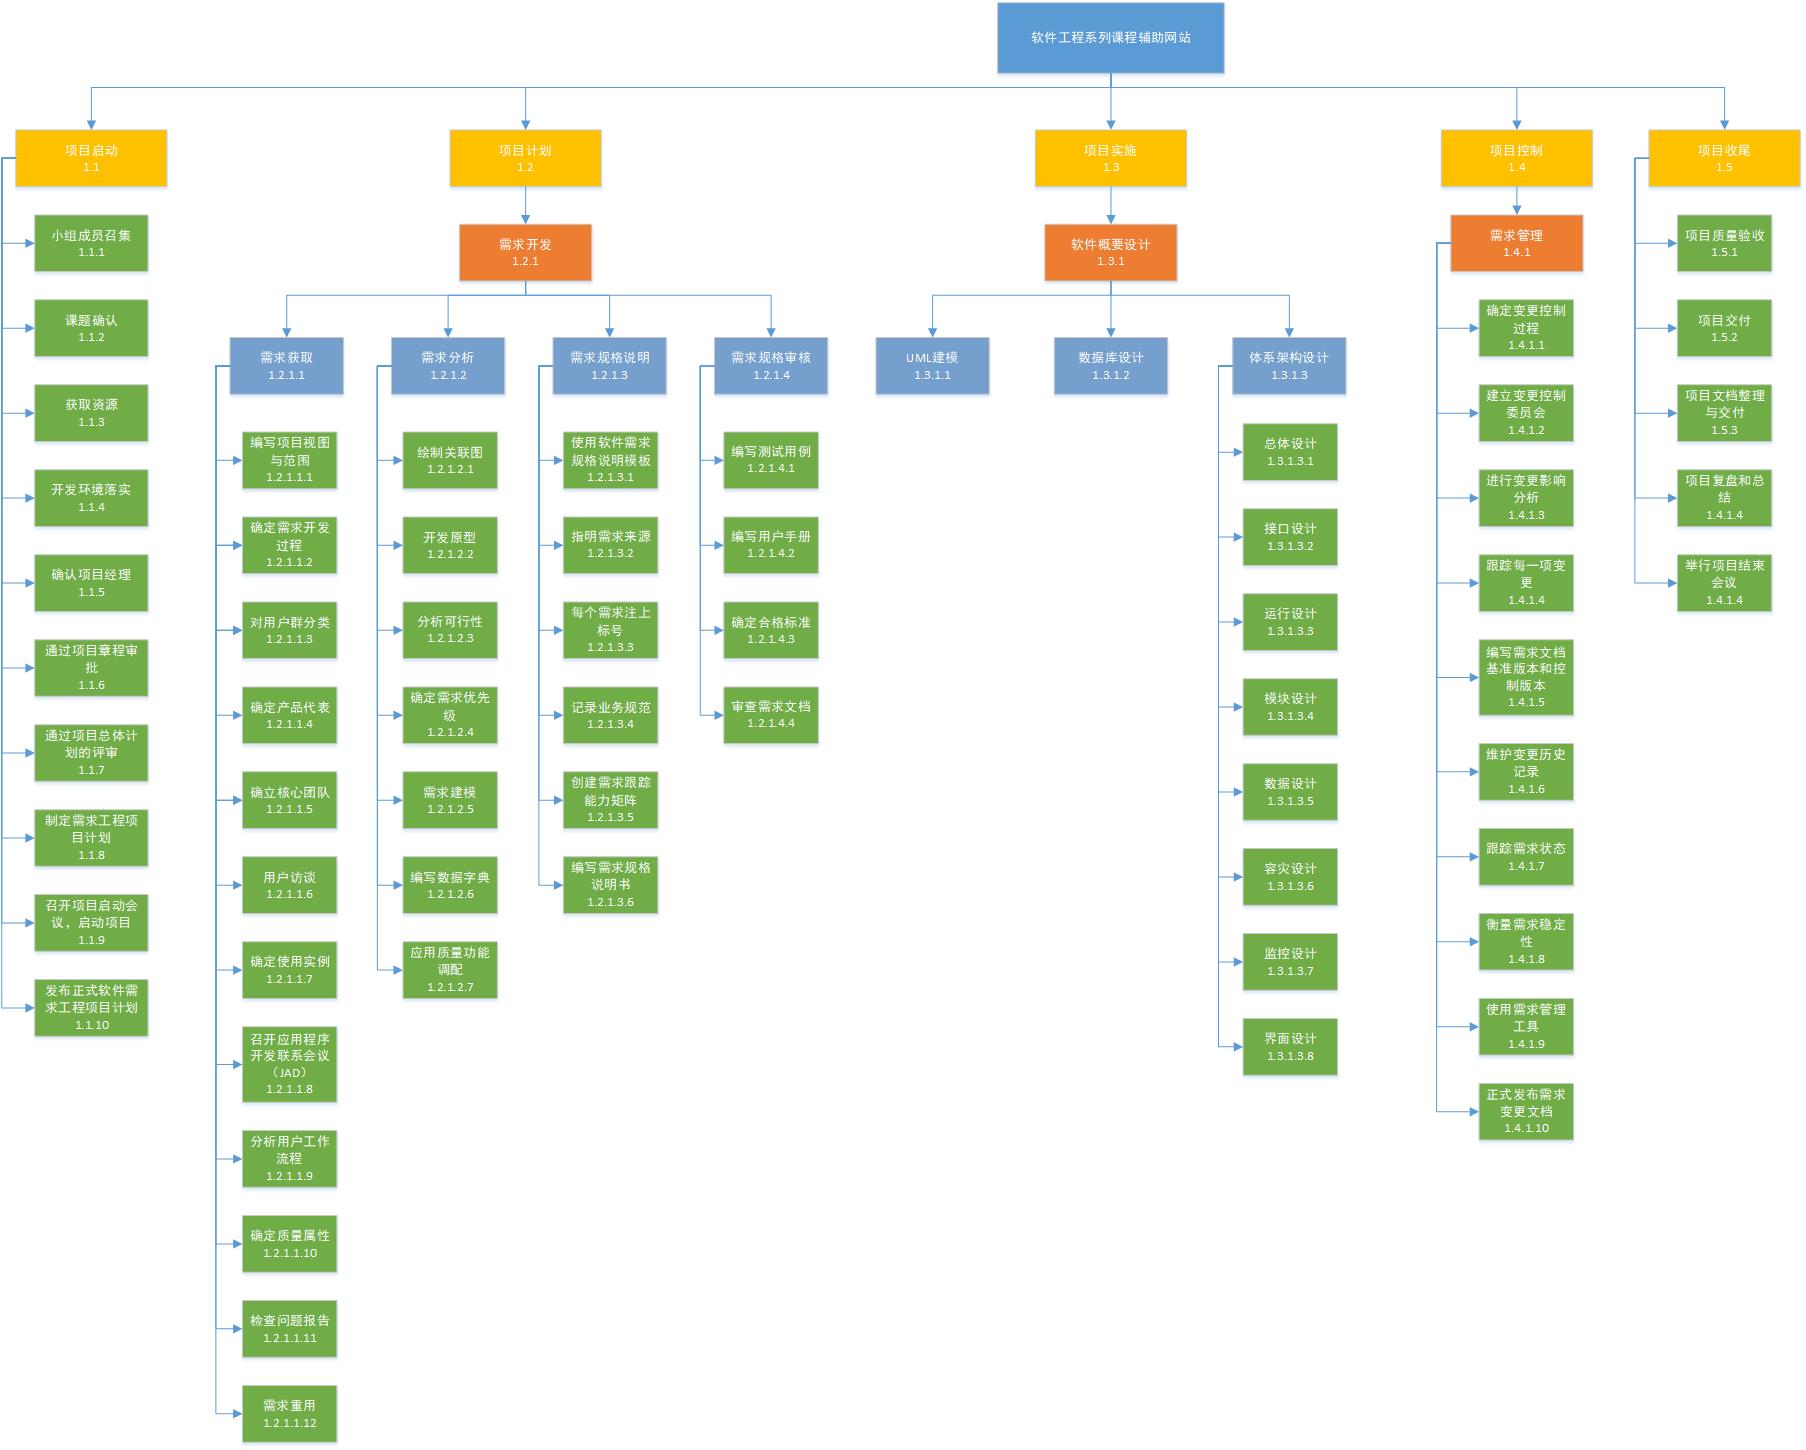 软件工程系列课程辅助网站
项目启动
1.1
项目计划
1.2
项目实施
1.3
项目控制
1.4
项目收尾
1.5
小组成员召集
1.1.1
课题确认
1.1.2
获取资源
1.1.3
开发环境落实
1.1.4
确认项目经理
1.1.5
通过项目章程审
批
1.1.6
通过项目总体计
划的评审
1.1.7
制定需求工程项
目计划
1.1.8
召开项目启动会
议，启动项目
1.1.9
发布正式软件需
求工程项目计划
1.1.10
需求开发
1.2.1
需求获取
1.2.1.1
编写项目视图
与范围
1.2.1.1.1
确定需求开发
过程
1.2.1.1.2
对用户群分类
1.2.1.1.3
确定产品代表
1.2.1.1.4
确立核心团队
1.2.1.1.5
用户访谈
1.2.1.1.6
确定使用实例
1.2.1.1.7
召开应用程序
开发联系会议
（JAD）
1.2.1.1.8
分析用户工作
流程
1.2.1.1.9
确定质量属性
1.2.1.1.10
检查问题报告
1.2.1.1.11
需求重用
1.2.1.1.12
需求分析
1.2.1.2
绘制关联图
1.2.1.2.1
开发原型
1.2.1.2.2
分析可行性
1.2.1.2.3
确定需求优先
级
1.2.1.2.4
需求建模
1.2.1.2.5
编写数据字典
1.2.1.2.6
应用质量功能
调配
1.2.1.2.7
需求规格说明
1.2.1.3
使用软件需求
规格说明模板
1.2.1.3.1
指明需求来源
1.2.1.3.2
每个需求注上
标号
1.2.1.3.3
记录业务规范
1.2.1.3.4
创建需求跟踪
能力矩阵
1.2.1.3.5
编写需求规格
说明书
1.2.1.3.6
需求规格审核
1.2.1.4
编写测试用例
1.2.1.4.1
编写用户手册
1.2.1.4.2
确定合格标准
1.2.1.4.3
审查需求文档
1.2.1.4.4
软件概要设计
1.3.1
UML建模
1.3.1.1
数据库设计
1.3.1.2
体系架构设计
1.3.1.3
总体设计
1.3.1.3.1
接口设计
1.3.1.3.2
运行设计
1.3.1.3.3
模块设计
1.3.1.3.4
数据设计
1.3.1.3.5
容灾设计
1.3.1.3.6
监控设计
1.3.1.3.7
界面设计
1.3.1.3.8
需求管理
1.4.1
确定变更控制
过程
1.4.1.1
建立变更控制
委员会
1.4.1.2
进行变更影响
分析
1.4.1.3
跟踪每一项变
更
1.4.1.4
编写需求文档
基准版本和控
制版本
1.4.1.5
维护变更历史
记录
1.4.1.6
跟踪需求状态
1.4.1.7
衡量需求稳定
性
1.4.1.8
使用需求管理
工具
1.4.1.9
正式发布需求
变更文档
1.4.1.10
项目质量验收
1.5.1
项目交付
1.5.2
项目文档整理
与交付
1.5.3
项目复盘和总
结
1.4.1.4
举行项目结束
会议
1.4.1.4